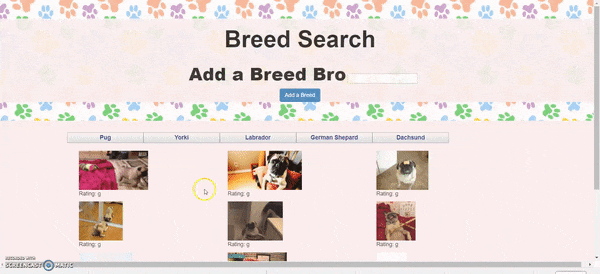 Breed Search
Add a Breed Bro
Add a Breed
Pug Yorki Labrador German Shepard Dachsund
Rating: g Rating: g Rating: g
Rating: g Rating: g Rating: g
RECORDED WITH
SCREENCAST MATIC